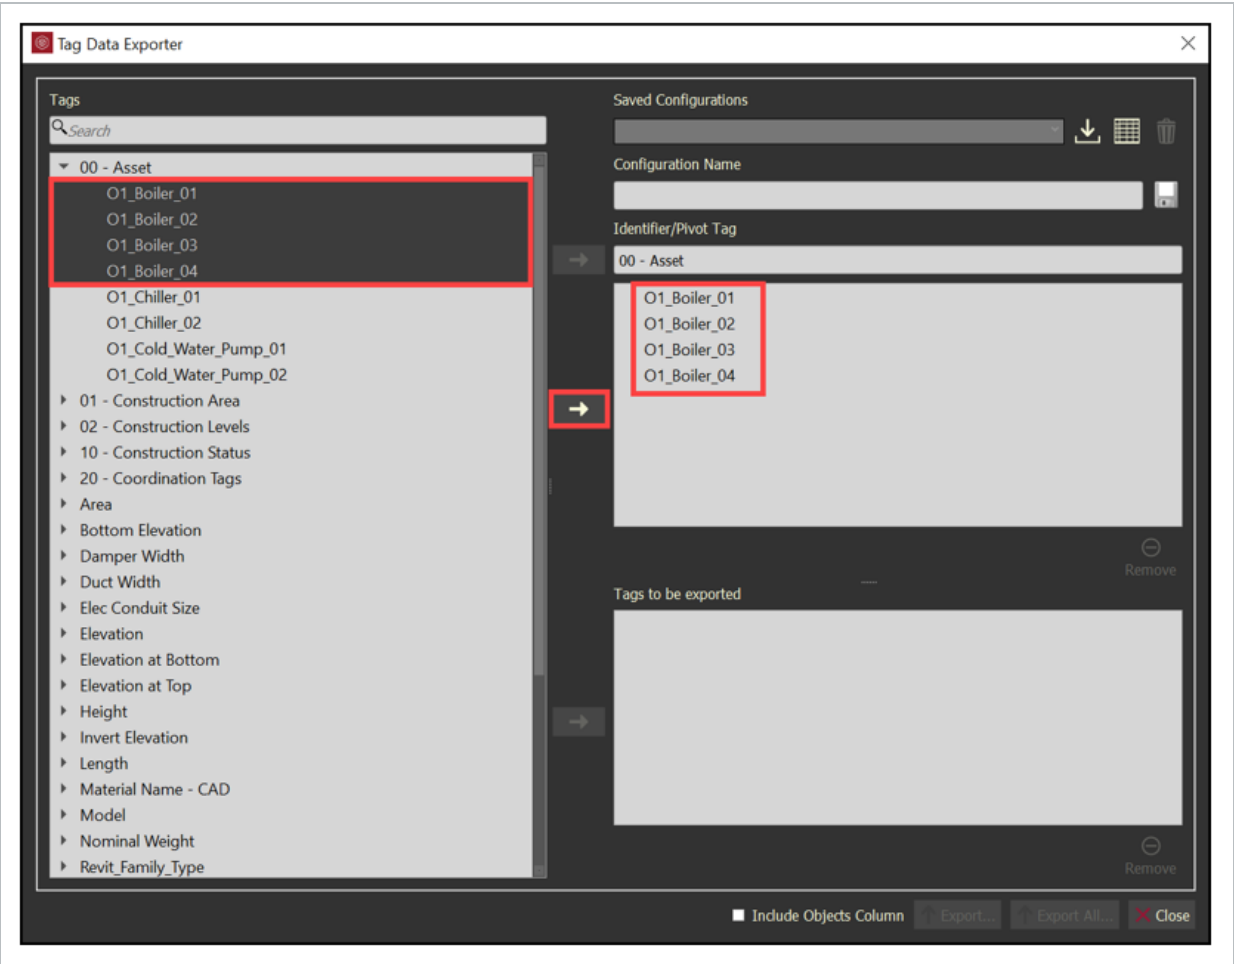 Tag Data Exporter
Tags
Search
00 - Asset
O1_Boiler_01
O1_Boiler_02
O1_Boiler_03
O1_Boiler_04
O1_Chiller_01
O1_Chiller_02
O1_Cold_Water_Pump_01
O1_Cold_Water_Pump_02
01 - Construction Area
02 - Construction Levels
10 - Construction Status
20 - Coordination Tags
Area
Bottom Elevation
Damper Width
Duct Width
Elec Conduit Size
Elevation
Elevation at Bottom
Elevation at Top
Height
Invert Elevation
Length
Material Name - CAD
Model
Nominal Weight
Revit_Family_Type
Saved Configurations
Configuration Name
Identifier/Pivot Tag
00 - Asset
O1_Boiler_01
O1_Boiler_02
O1_Boiler_03
O1_Boiler_04
Remove
Tags to be exported
Remove
Include Objects Column
Export...
Export All...
Close